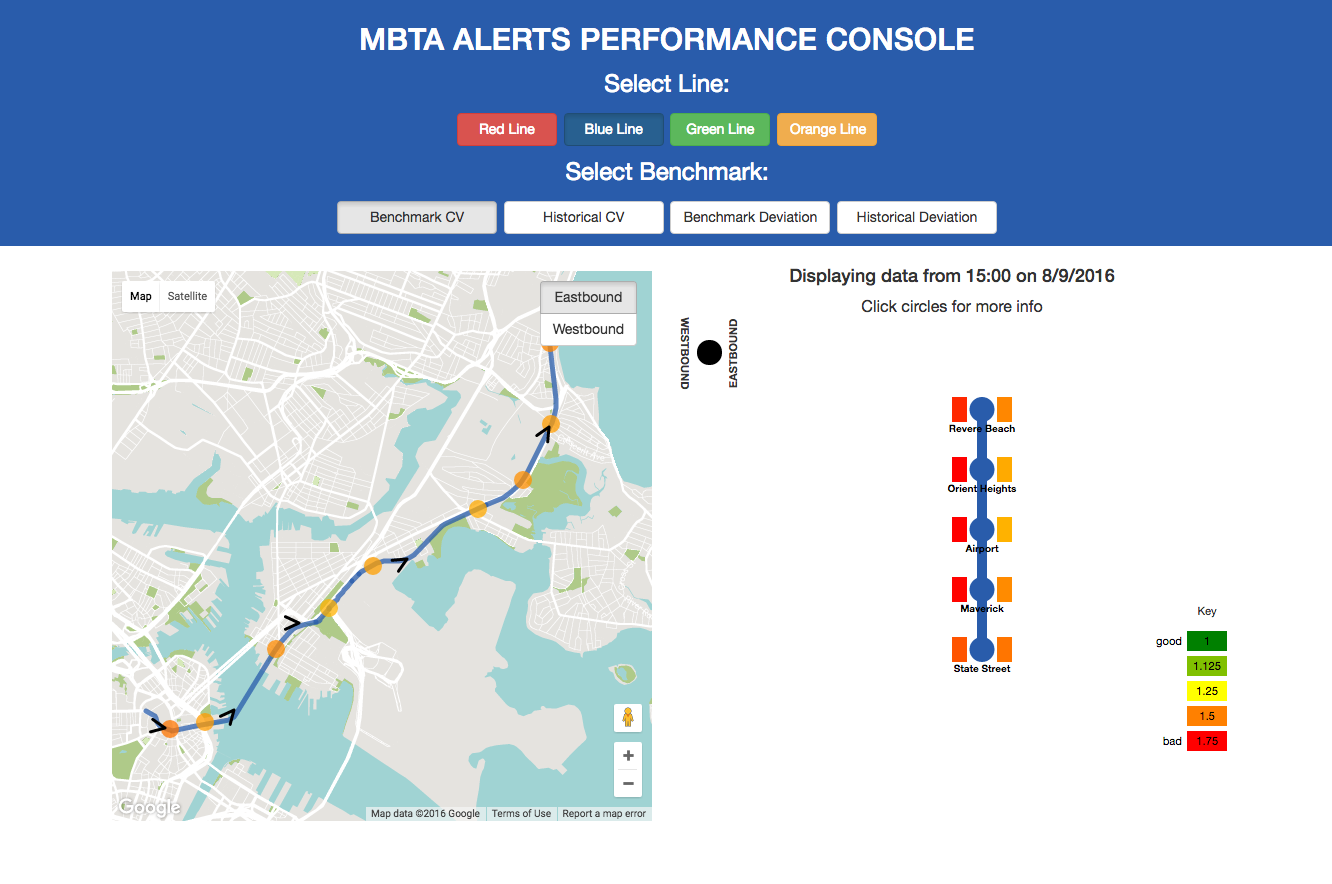 MBTA ALERTS PERFORMANCE CONSOLE
Select Line:
Red Line Blue Line Green Line Orange Line
Select Benchmark:
Benchmark CV Historical CV Benchmark Deviation Historical Deviation
Map Satellite
Eastbound
Westbound
Google
Map data ©2016 Google Terms of Use Report a map error
Displaying data from 15:00 on 8/9/2016
Click circles for more info
WESTBOUND
EASTBOUND
Revere Beach
Orient Heights
Airport
Maverick
State Street
Key
good 1
1.125
1.25
1.5
bad 1.75